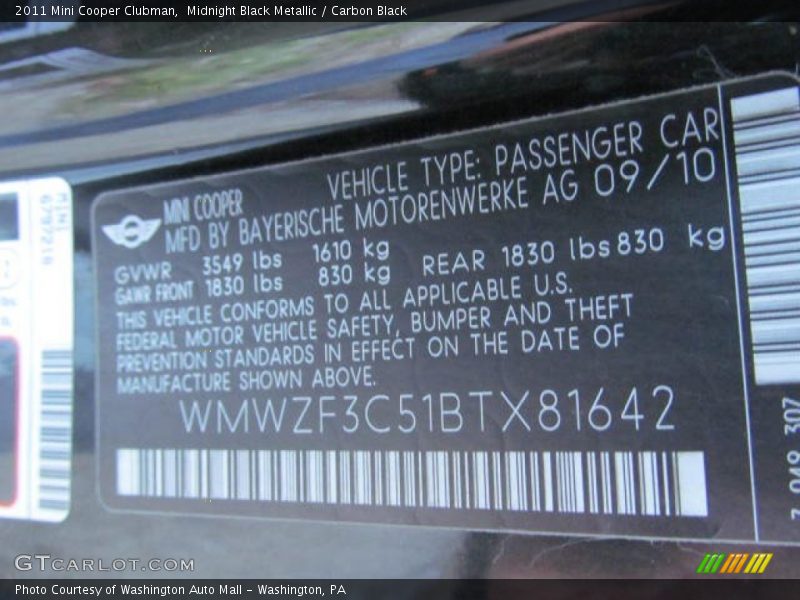 2011 Mini Cooper Clubman, Midnight Black Metallic / Carbon Black
MINI COOPER
VEHICLE TYPE: PASSENGER CAR
MFD BY BAYERISCHE MOTORENWERKE AG 09/10
GVWR 3549 lbs 1610 kg
GAWR FRONT 1830 lbs 830 kg REAR 1830 lbs 830 kg
THIS VEHICLE CONFORMS TO ALL APPLICABLE U.S.
FEDERAL MOTOR VEHICLE SAFETY, BUMPER AND THEFT
PREVENTION STANDARDS IN EFFECT ON THE DATE OF
MANUFACTURE SHOWN ABOVE.
WMWZF3C51BTX81642
7 049 307
GTCARLOT.COM
Photo Courtesy of Washington Auto Mall - Washington, PA